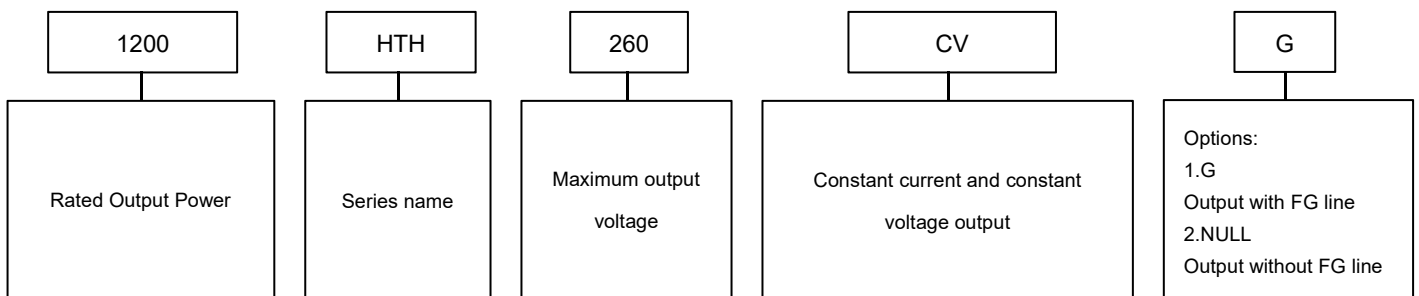 1200
HTH
260
CV
G
Rated Output Power
Series name
Maximum output
voltage
Constant current and constant
voltage output
Options:
1.G
Output with FG line
2.NULL
Output without FG line